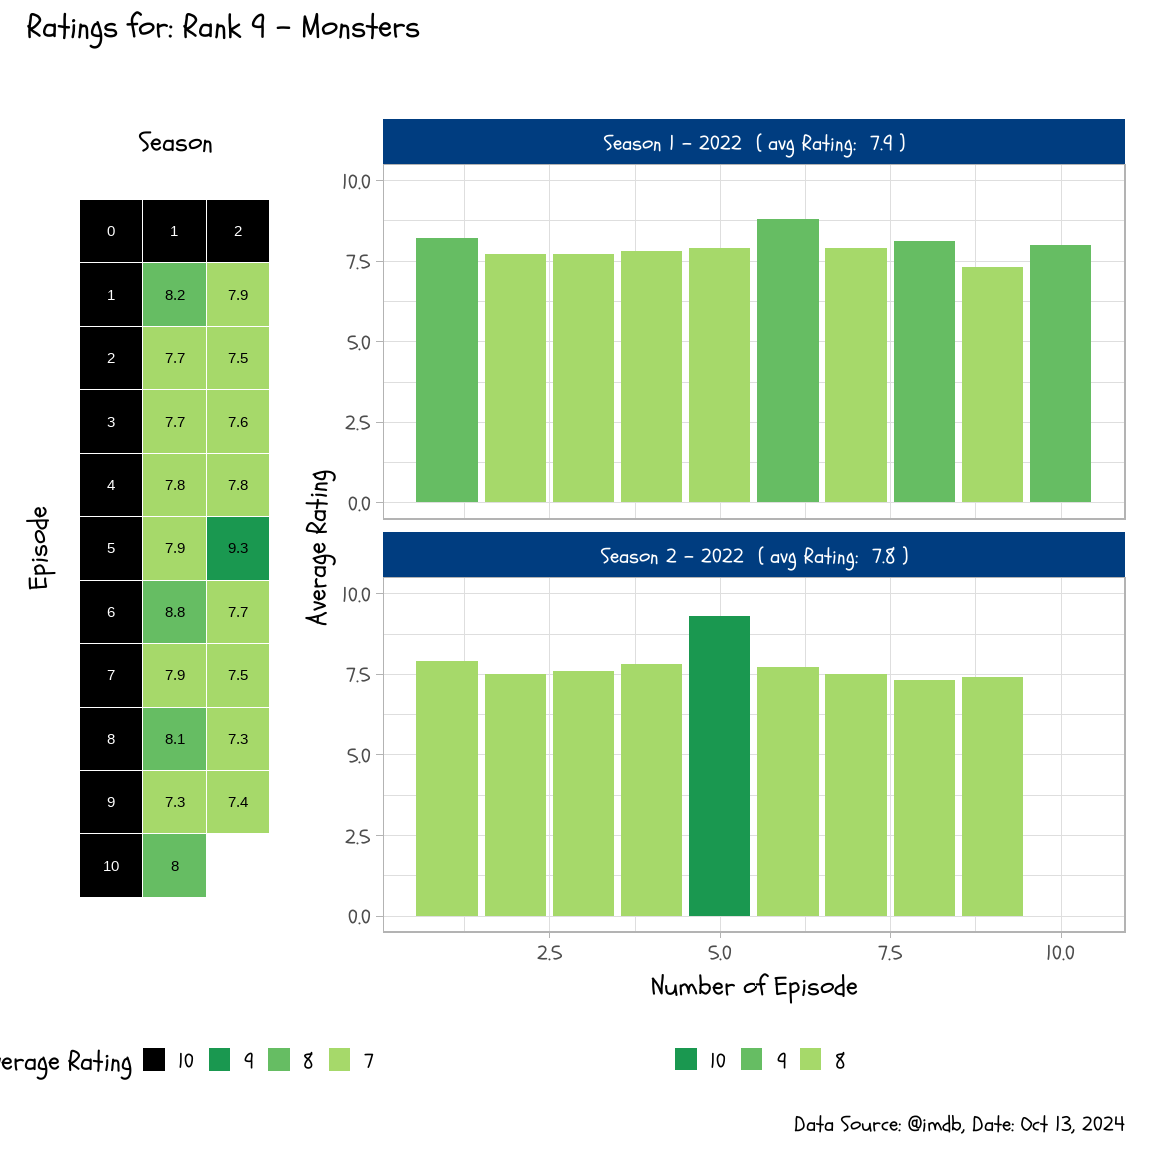 Ratings for: Rank 9 - Monsters
Season
0 1 2
1 8.2 7.9
2 7.7 7.5
3 7.7 7.6
4 7.8 7.8
5 7.9 9.3
6 8.8 7.7
7 7.9 7.5
8 8.1 7.3
9 7.3 7.4
10 8
Episode
Season 1 - 2022 ( avg Rating: 7.9 )
10.0
7.5
5.0
2.5
0.0
Average Rating
Season 2 - 2022 ( avg Rating: 7.8 )
10.0
7.5
5.0
2.5
0.0
2.5 5.0 7.5 10.0
Number of Episode
verage Rating 10 9 8 7
10 9 8
Data Source: @imdb, Date: Oct 13, 2024